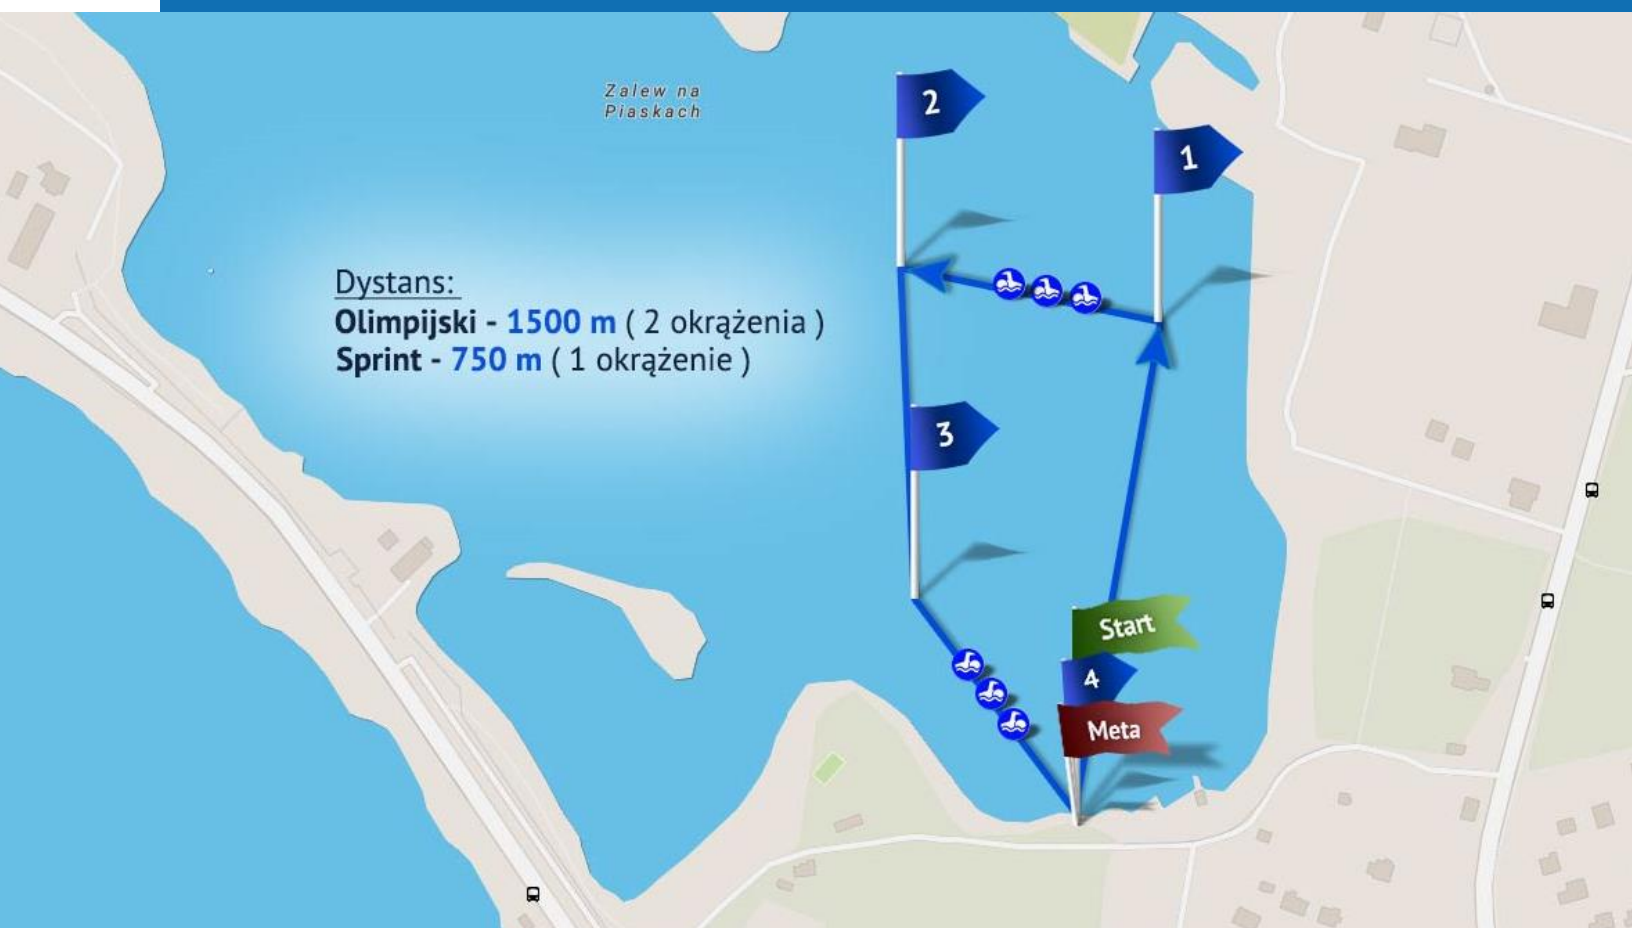 Zalew na
Piaskach
2
1
Dystans:
Olimpijski - 1500 m ( 2 okrążenia )
Sprint - 750 m ( 1 okrążenie )
3
Start
4
Meta